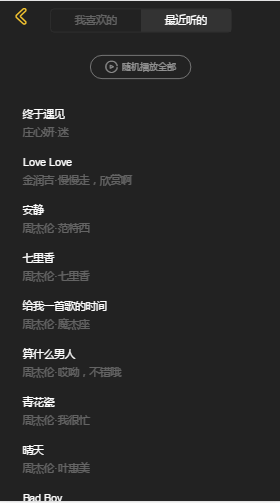 我喜欢的
最近听的
随机播放全部
终于遇见
庄心妍·迷
Love Love
金润吉·慢慢走，欣赏啊
安静
周杰伦·范特西
七里香
周杰伦·七里香
给我一首歌的时间
周杰伦·魔杰座
算什么男人
周杰伦·哎呦，不错哦
青花瓷
周杰伦·我很忙
晴天
周杰伦·叶惠美
Bad Boy